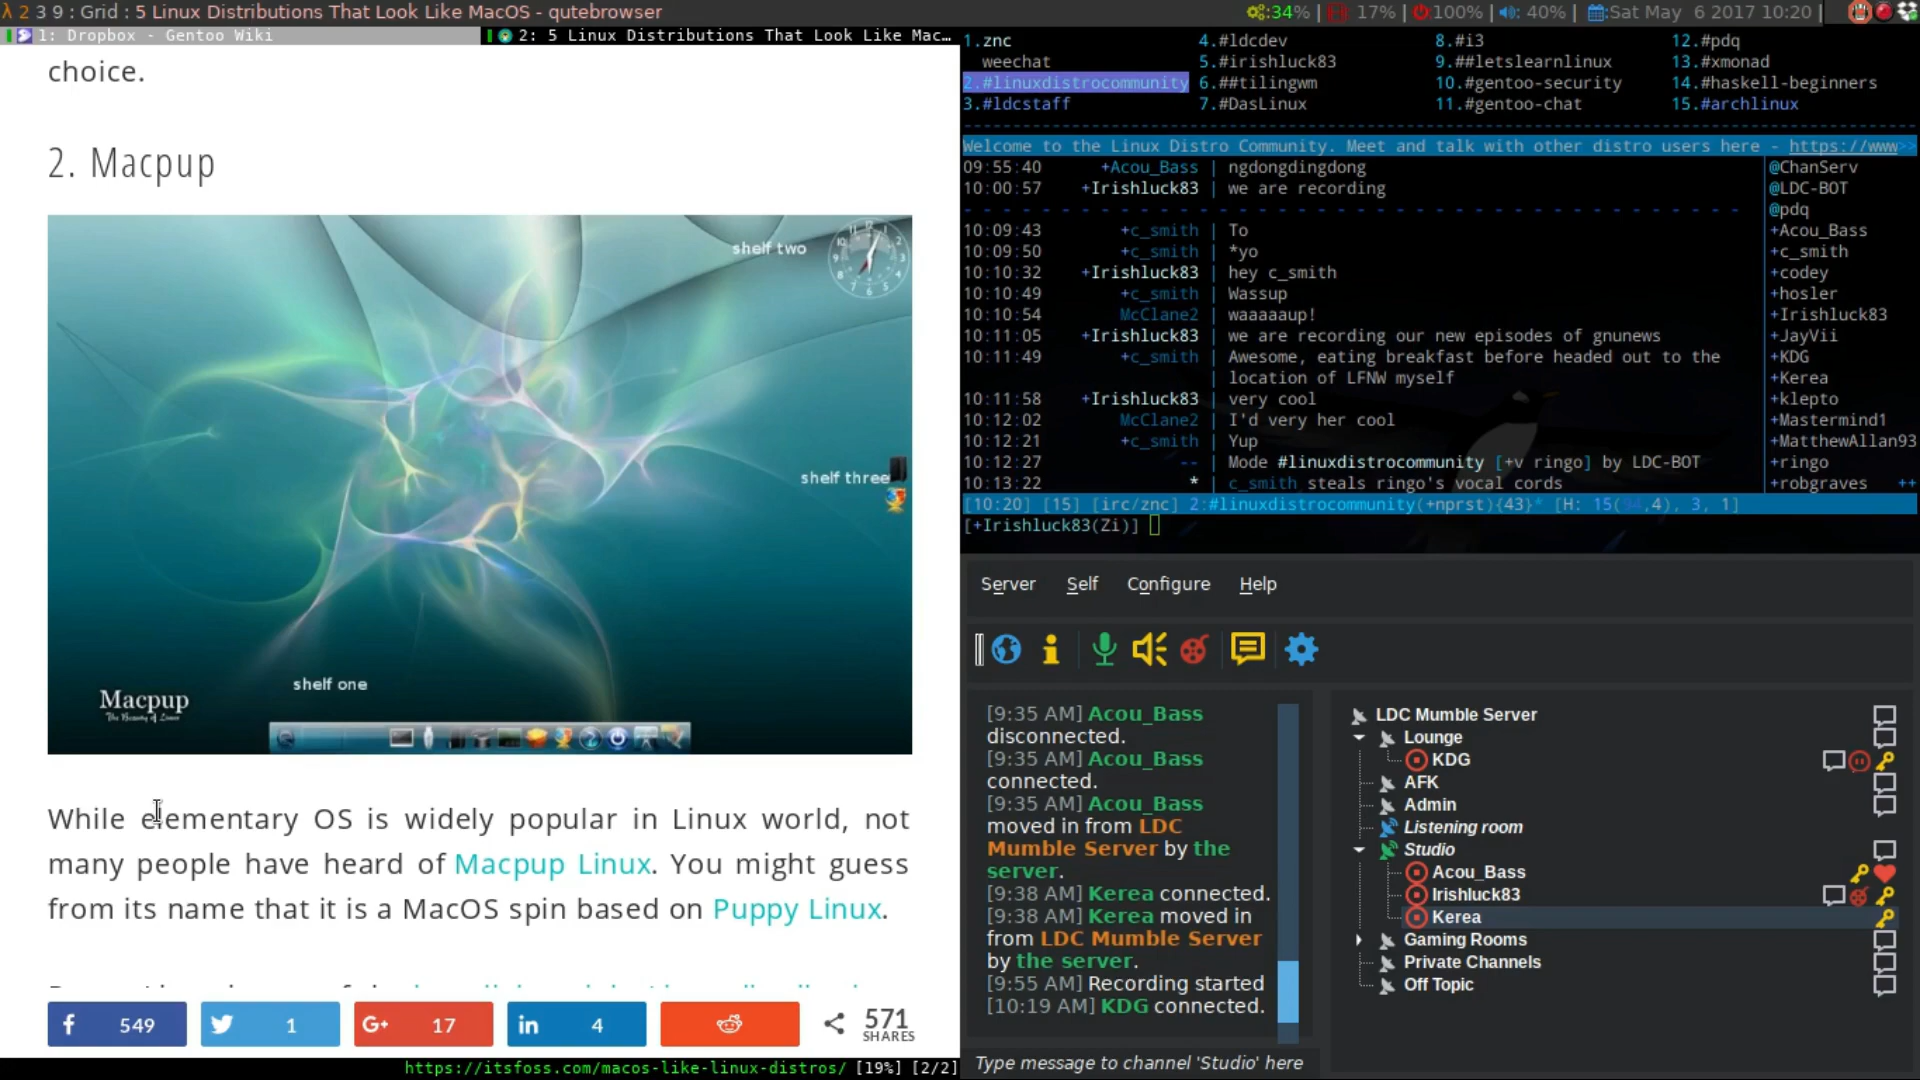 λ 2 3 9 : Grid : 5 Linux Distributions That Look Like MacOS - qutebrowser
:34% | 17% | 100% | : 40% | :Sat May 6 2017 10:20 |
1: Dropbox - Gentoo Wiki
2: 5 Linux Distributions That Look Like Mac…
choice.
2. Macpup
shelf two
shelf three
shelf one
Macpup
While elementary OS is widely popular in Linux world, not
many people have heard of Macpup Linux. You might guess
from its name that it is a MacOS spin based on Puppy Linux.
549
1
G+ 17
in 4
571
SHARES
https://itsfoss.com/macos-like-linux-distros/ [19%] [2/2]
1.znc 4.#ldcdev 8.#i3 12.#pdq
weechat 5.#irishluck83 9.##letslearnlinux 13.#xmonad
2.#linuxdistrocommunity 6.##tilingwm 10.#gentoo-security 14.#haskell-beginners
3.#ldcstaff 7.#DasLinux 11.#gentoo-chat 15.#archlinux
Welcome to the Linux Distro Community. Meet and talk with other distro users here - https://www>>
09:55:40 +Acou_Bass | ngdongdingdong
10:00:57 +Irishluck83 | we are recording
10:09:43 +c_smith | To
10:09:50 +c_smith | *yo
10:10:32 +Irishluck83 | hey c_smith
10:10:49 +c_smith | Wassup
10:10:54 McClane2 | waaaaaup!
10:11:05 +Irishluck83 | we are recording our new episodes of gnunews
10:11:49 +c_smith | Awesome, eating breakfast before headed out to the
| location of LFNW myself
10:11:58 +Irishluck83 | very cool
10:12:02 McClane2 | I'd very her cool
10:12:21 +c_smith | Yup
10:12:27 -- | Mode #linuxdistrocommunity [+v ringo] by LDC-BOT
10:13:22 * | c_smith steals ringo's vocal cords
@ChanServ
@LDC-BOT
@pdq
+Acou_Bass
+c_smith
+codey
+hosler
+Irishluck83
+JayVii
+KDG
+Kerea
+klepto
+Mastermind1
+MatthewAllan93
+ringo
+robgraves ++
[10:20] [15] [irc/znc] 2:#linuxdistrocommunity(+nprst){43}* [H: 15(,4), 3, 1]
[+Irishluck83(Zi)]
Server Self Configure Help
[9:35 AM] Acou_Bass
disconnected.
[9:35 AM] Acou_Bass
connected.
[9:35 AM] Acou_Bass
moved in from LDC
Mumble Server by the
server.
[9:38 AM] Kerea connected.
[9:38 AM] Kerea moved in
from LDC Mumble Server
by the server.
[9:55 AM] Recording started
[10:19 AM] KDG connected.
Type message to channel 'Studio' here
LDC Mumble Server
Lounge
KDG
AFK
Admin
Listening room
Studio
Acou_Bass
Irishluck83
Kerea
Gaming Rooms
Private Channels
Off Topic